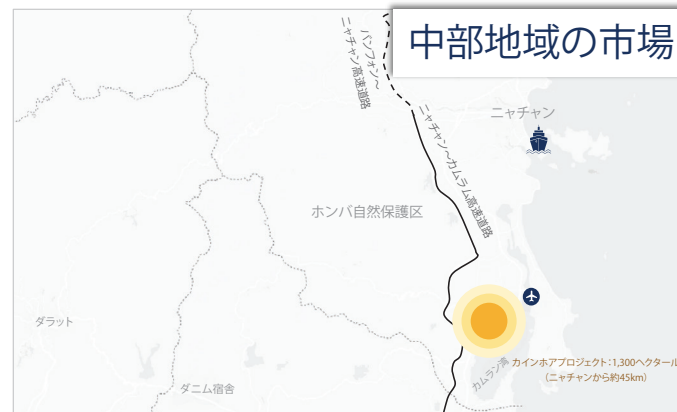 中部地域の市場
バンフォン～
ニャチャン高速道路
ニャチャン
ニャチャン～カムラム高速道路
ホンバ自然保護区
ダラット
カムラン湾
カインホアプロジェクト：1,300ヘクタール
（ニャチャンから約45km）
ダニム宿舎